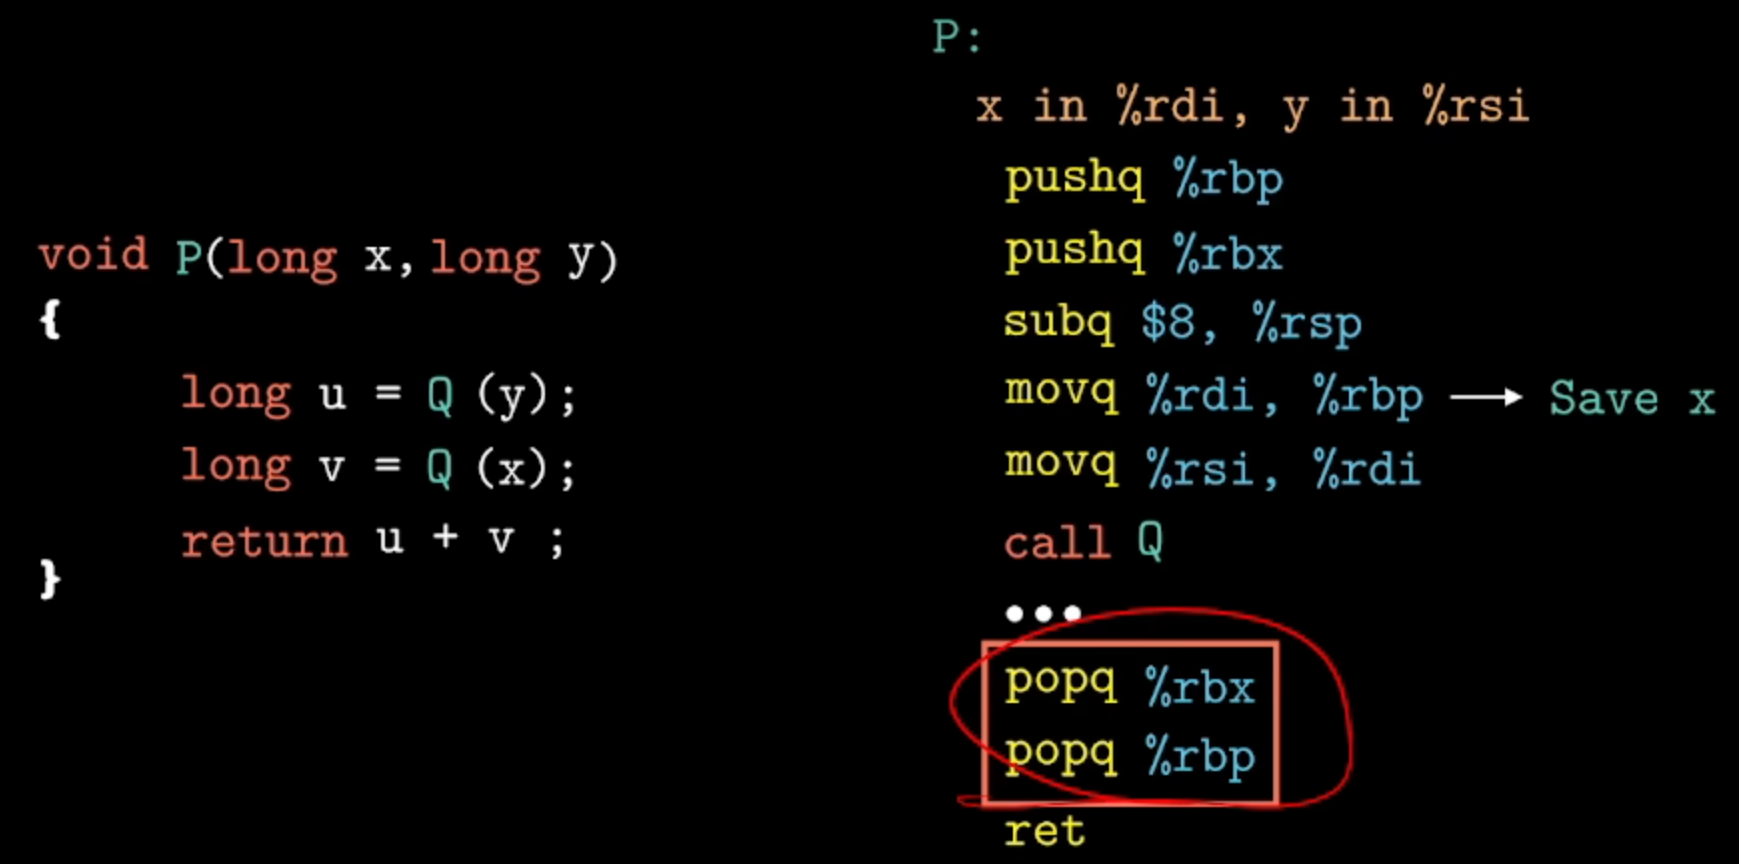 void P(long x, long y)
{
long u = Q (y);
long v = Q (x);
return u + v ;
}
P:
x in %rdi, y in %rsi
pushq %rbp
pushq %rbx
subq $8, %rsp
movq %rdi, %rbp → Save x
movq %rsi, %rdi
call Q
•••
popq %rbx
popq %rbp
ret